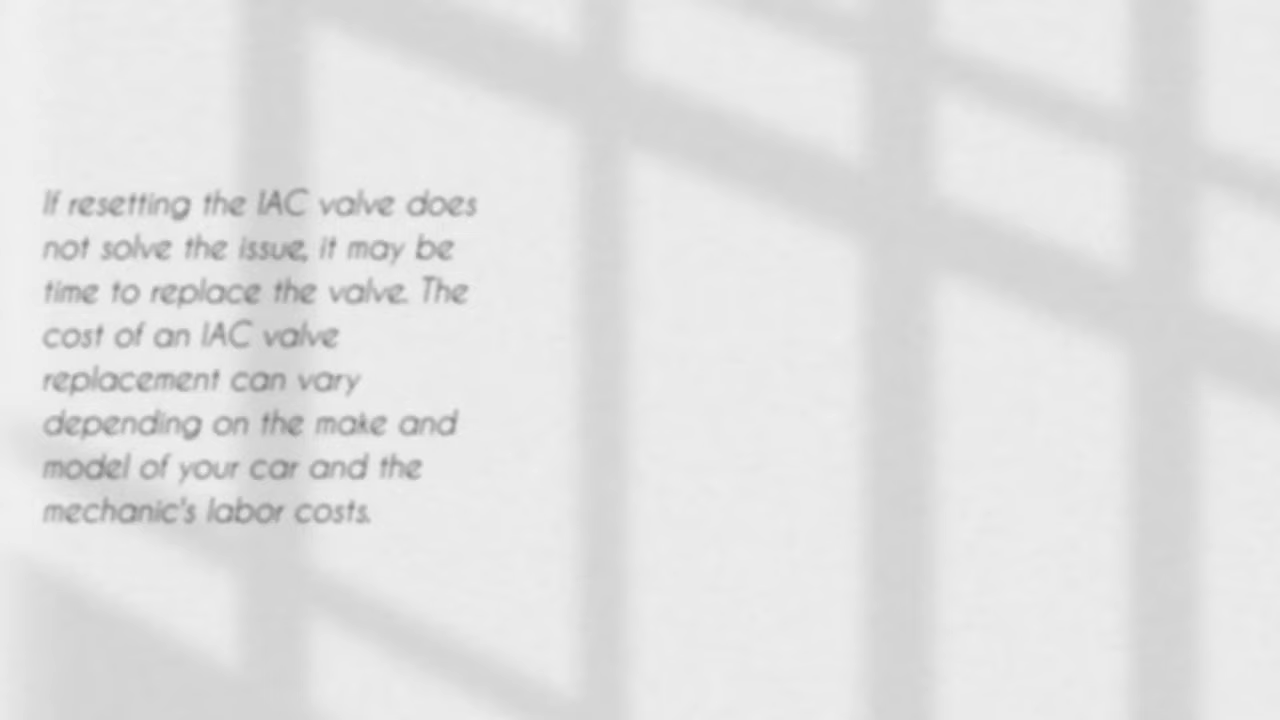 If resetting the IAC valve does
not solve the issue, it may be
time to replace the valve. The
cost of an IAC valve
replacement can vary
depending on the make and
model of your car and the
mechanic's labor costs.